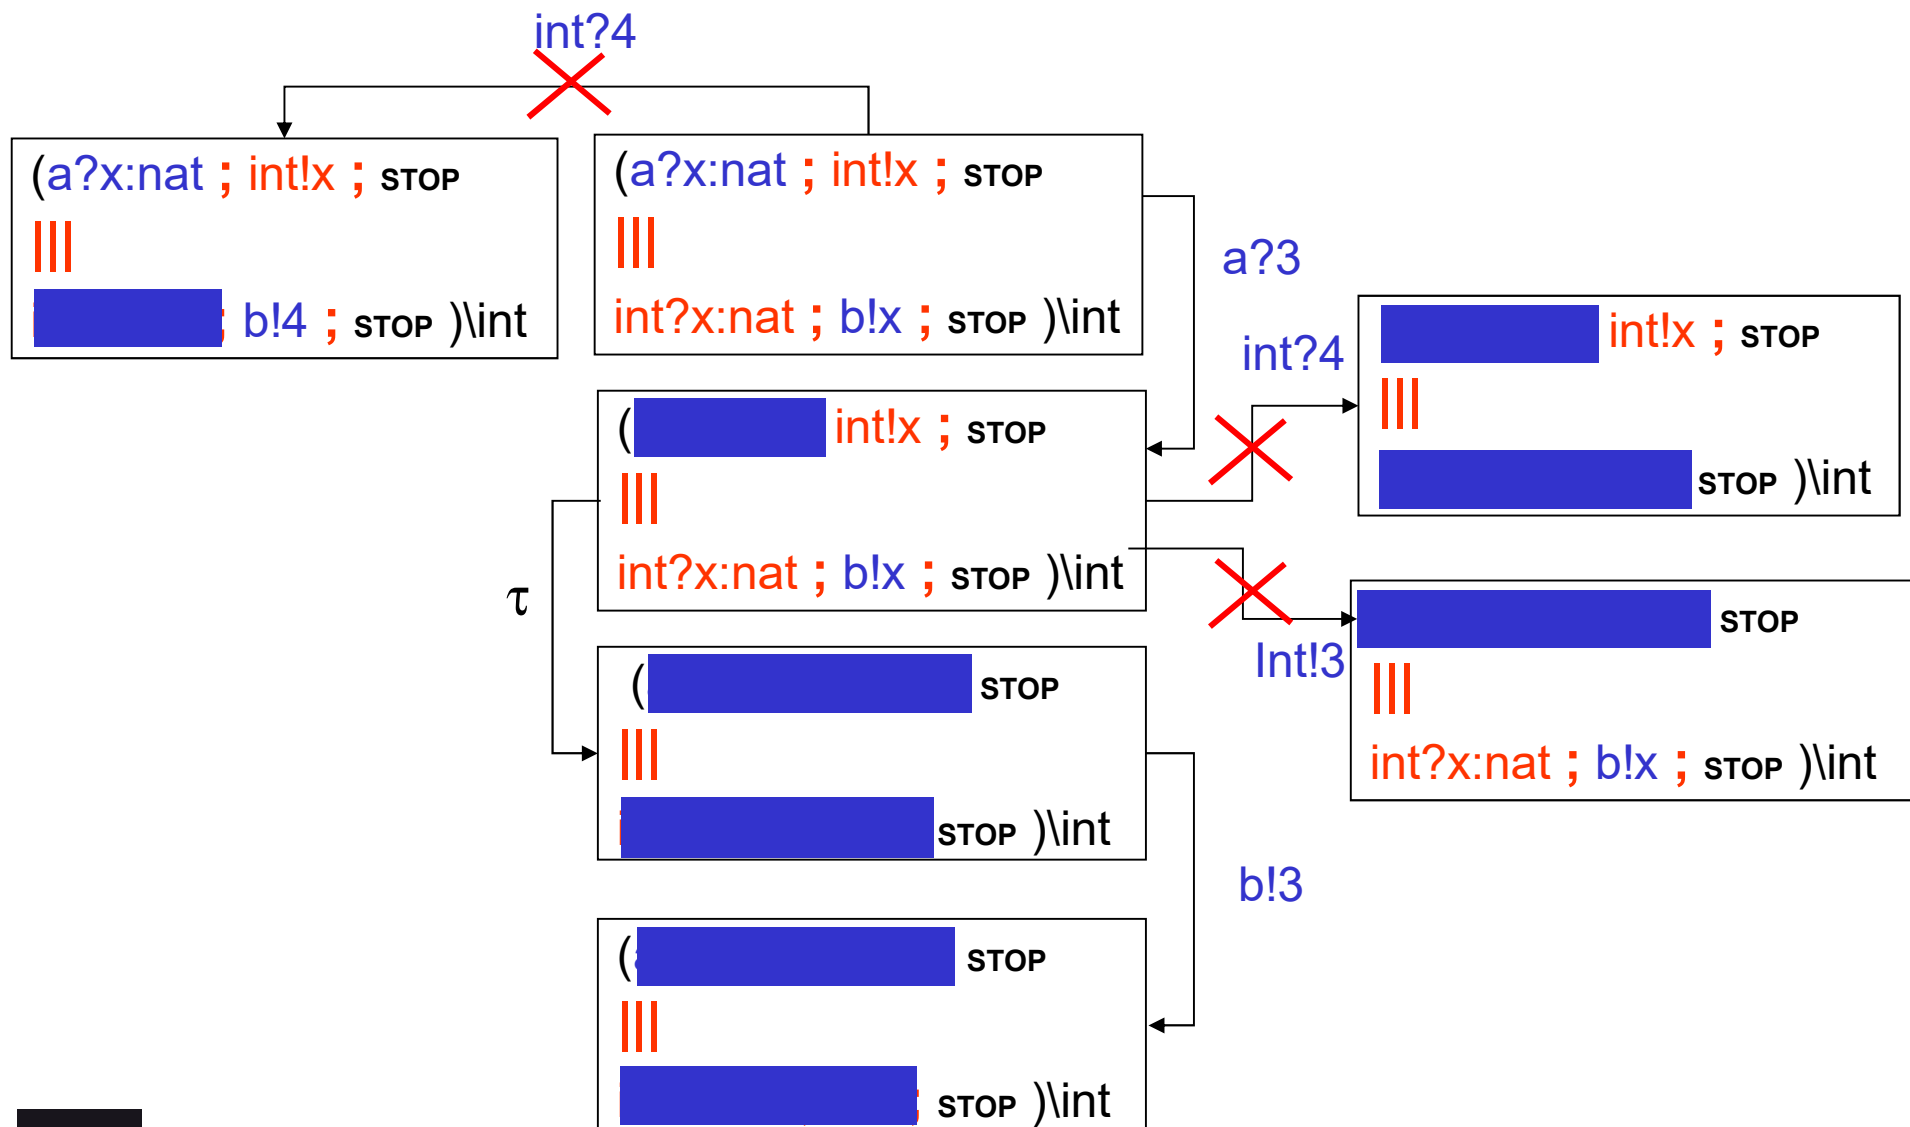 int?4
(a?x:nat ; int!x ; STOP
|||
; b!4 ; STOP )\int
(a?x:nat ; int!x ; STOP
|||
int?x:nat ; b!x ; STOP )\int
a?3
int?4
int!x ; STOP
|||
STOP )\int
( int!x ; STOP
|||
int?x:nat ; b!x ; STOP )\int
τ
Int!3
STOP
|||
int?x:nat ; b!x ; STOP )\int
( STOP
|||
STOP )\int
b!3
( STOP
|||
; STOP )\int